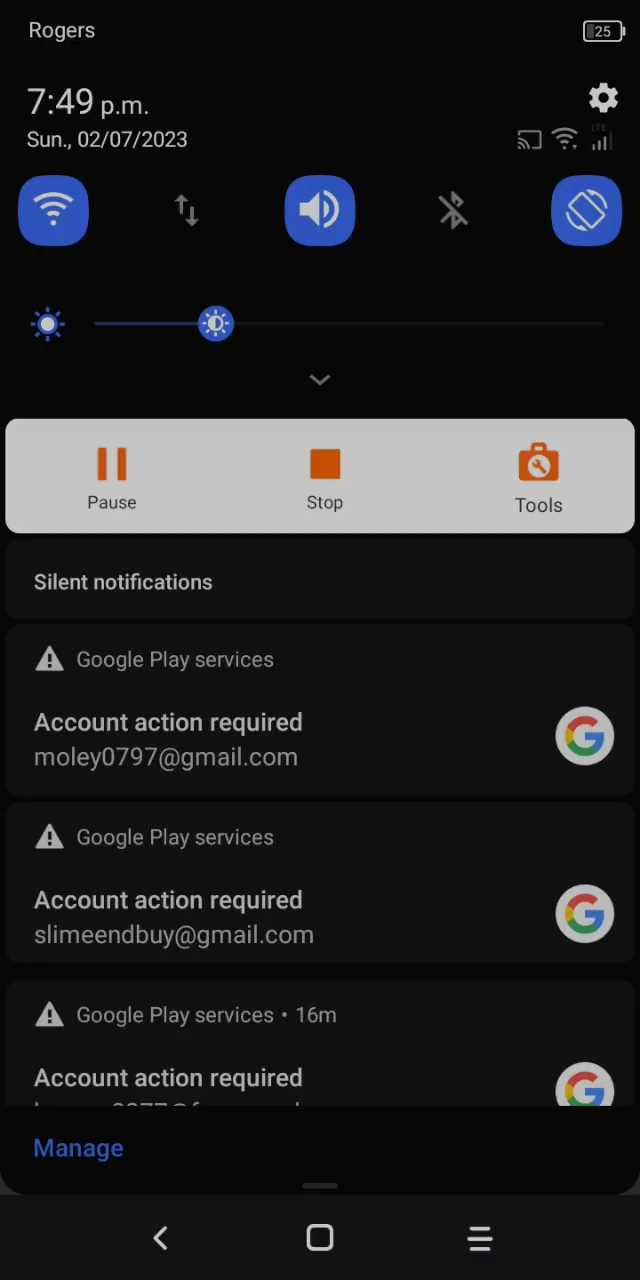 Rogers
25
7:49 p.m.
Sun., 02/07/2023
LTE
Pause
Stop
Tools
Silent notifications
Google Play services
Account action required
moley0797@gmail.com
Google Play services
Account action required
slimeendbuy@gmail.com
Google Play services • 16m
Account action required
Manage